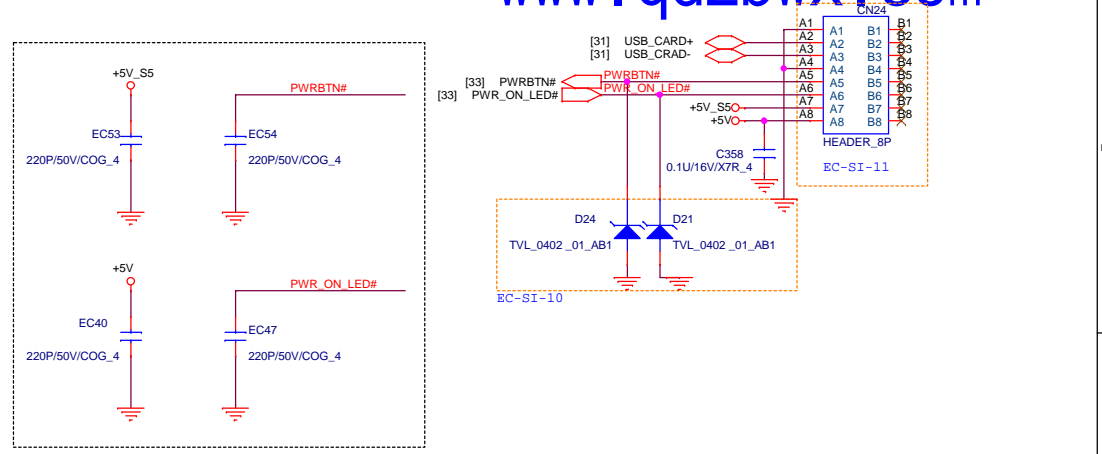 CN24
A1 A1 B1 B1
[31] USB_CARD+ A2 A2 B2 B2
[31] USB_CRAD- A3 A3 B3 B3
A4 A4 B4 B4
[33] PWRBTN# PWRBTN# A5 A5 B5 B5
[33] PWR_ON_LED# PWR_ON_LED# A6 A6 B6 B6
+5V_S5 A7 A7 B7 B7
+5V A8 A8 B8 B8
HEADER_8P
C358
0.1U/16V/X7R_4
EC-SI-11
D24 D21
TVL_0402 _01_AB1 TVL_0402 _01_AB1
EC-SI-10
+5V_S5
PWRBTN#
EC53 EC54
220P/50V/COG_4 220P/50V/COG_4
+5V
PWR_ON_LED#
EC40 EC47
220P/50V/COG_4 220P/50V/COG_4